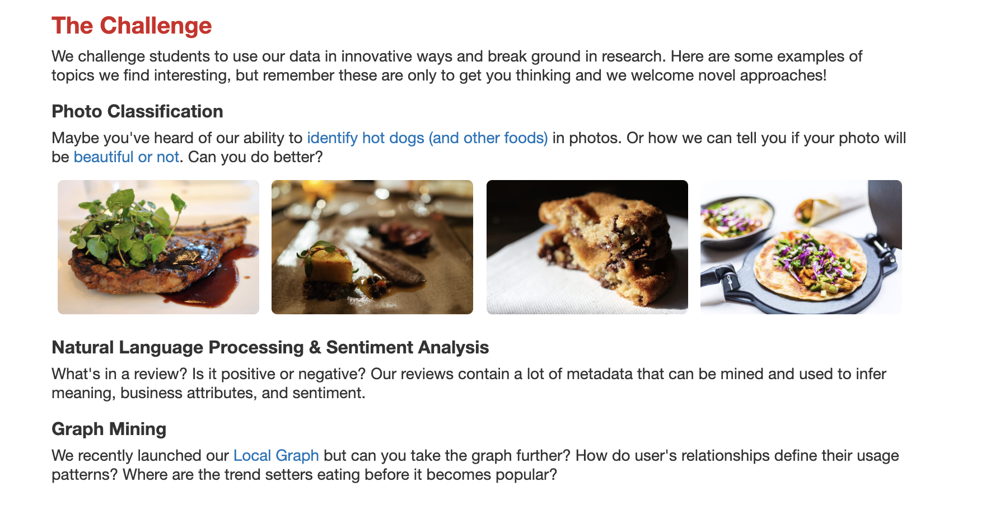 The Challenge
We challenge students to use our data in innovative ways and break ground in research. Here are some examples of
topics we find interesting, but remember these are only to get you thinking and we welcome novel approaches!
Photo Classification
Maybe you've heard of our ability to identify hot dogs (and other foods) in photos. Or how we can tell you if your photo will
be beautiful or not. Can you do better?
Natural Language Processing & Sentiment Analysis
What's in a review? Is it positive or negative? Our reviews contain a lot of metadata that can be mined and used to infer
meaning, business attributes, and sentiment.
Graph Mining
We recently launched our Local Graph but can you take the graph further? How do user's relationships define their usage
patterns? Where are the trend setters eating before it becomes popular?